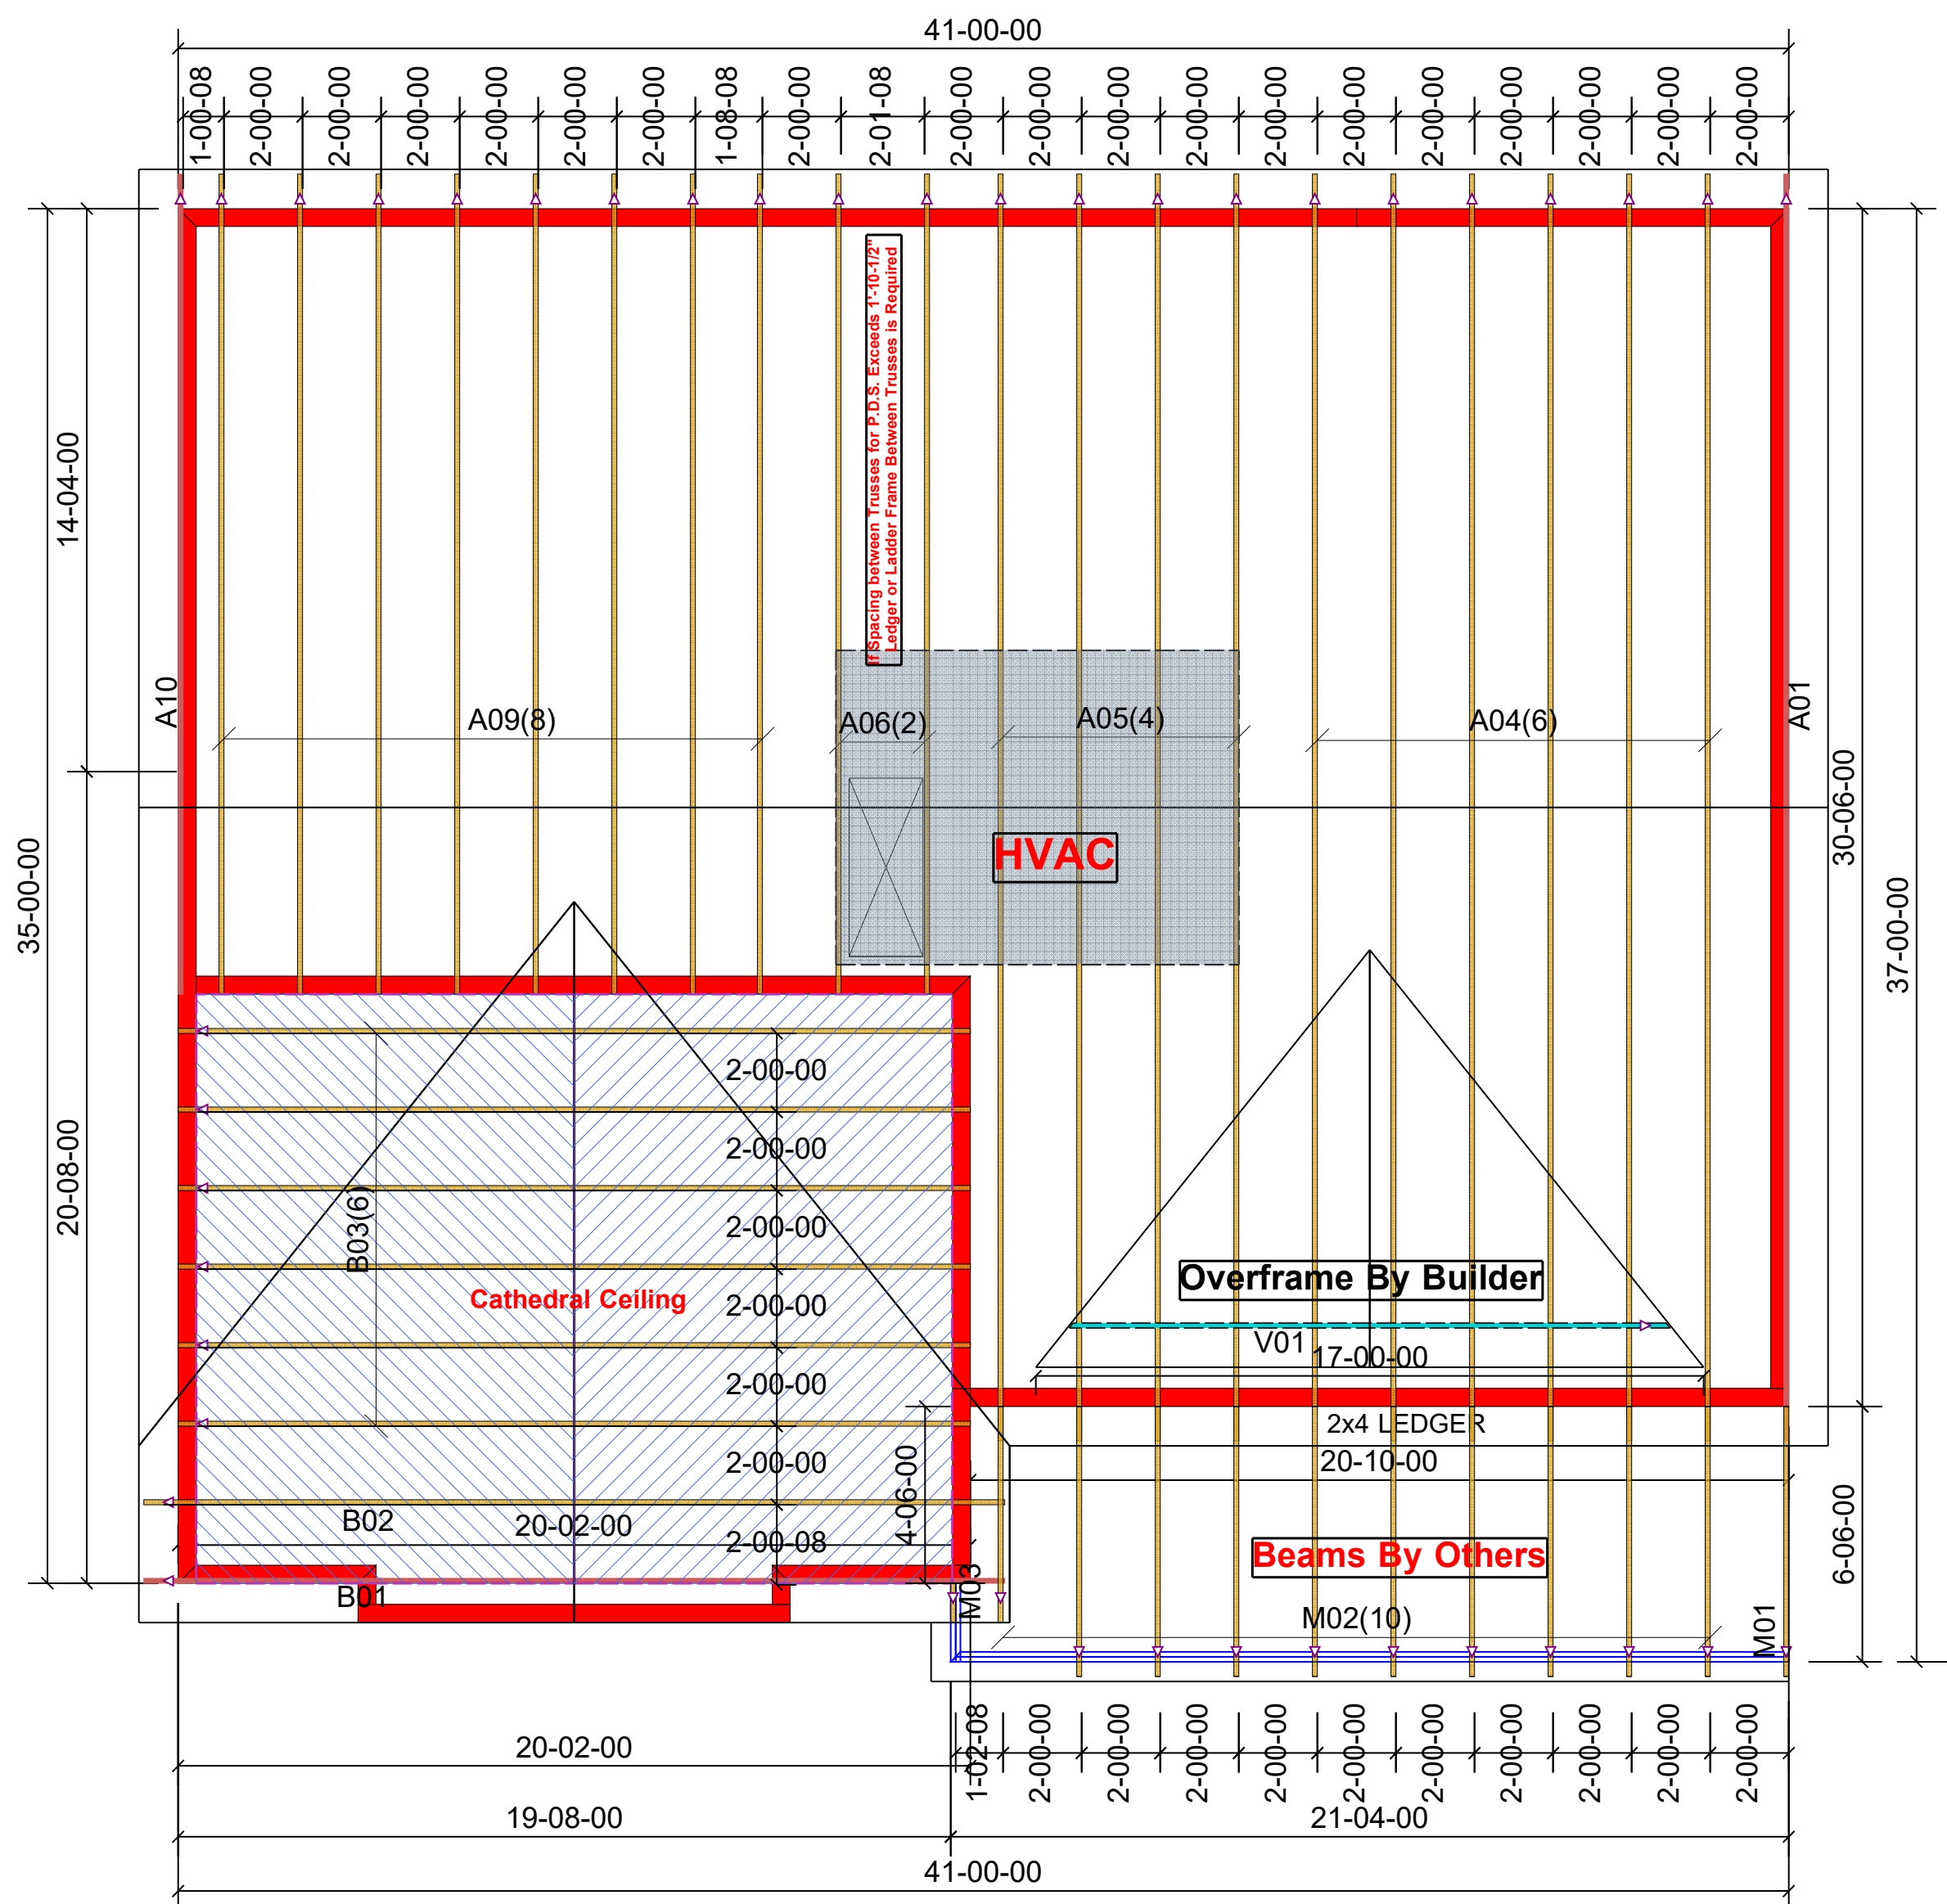 41-00-00
1-00-08
2-00-00
2-00-00
2-00-00
2-00-00
2-00-00
2-00-00
1-08-08
2-00-00
2-01-08
2-00-00
2-00-00
2-00-00
2-00-00
2-00-00
2-00-00
2-00-00
2-00-00
2-00-00
2-00-00
2-00-00
If Spacing between Trusses for P.D.S. Exceeds 1'-10-1/2"
Ledger or Ladder Frame Between Trusses is Required
14-04-00
35-00-00
20-08-00
A10
A09(8)
A06(2)
A05(4)
A04(6)
A01
30-06-00
37-00-00
HVAC
2-00-00
2-00-00
2-00-00
B03(6)
Cathedral Ceiling
2-00-00
2-00-00
2-00-00
2-00-08
Overframe By Builder
V01
17-00-00
2x4 LEDGER
20-10-00
4-06-00
6-06-00
B02
20-02-00
B01
M03
Beams By Others
M02(10)
M01
1-02-08
2-00-00
2-00-00
2-00-00
2-00-00
2-00-00
2-00-00
2-00-00
2-00-00
2-00-00
2-00-00
20-02-00
19-08-00
21-04-00
41-00-00